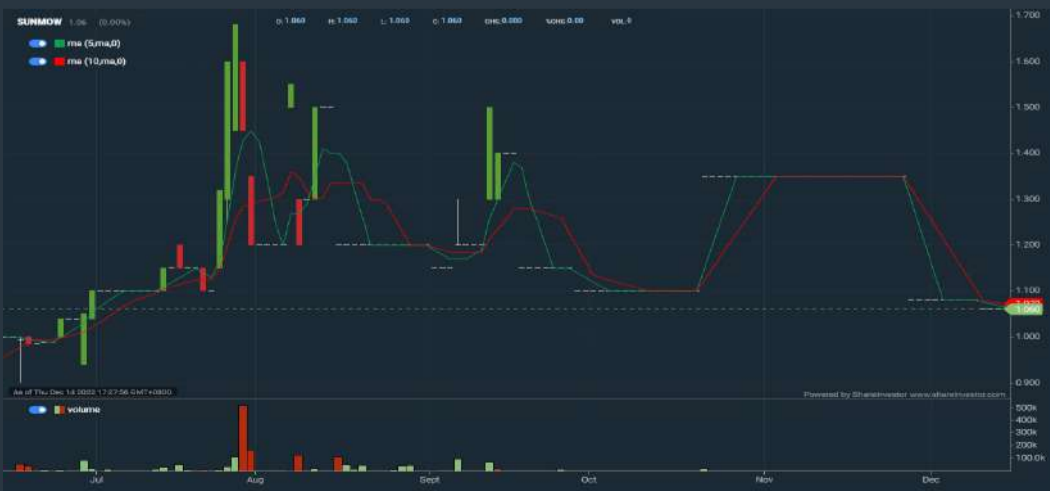 SUNMOW 1.06 (0.00%) O: 1.060 H: 1.060 L: 1.060 C: 1.060 CHG: 0.000 %CHG: 0.00 VOL: 0
ma (5,ma,0)
ma (10,ma,0)
1.700
1.600
1.500
1.400
1.300
1.200
1.100
1.060
1.000
0.900
As of Thu Dec 14 2023 17:27:56 GMT+0800
Powered by ShareInvestor www.shareinvestor.com
volume
500k
400k
300k
200k
100.0k
Jul Aug Sept Oct Nov Dec